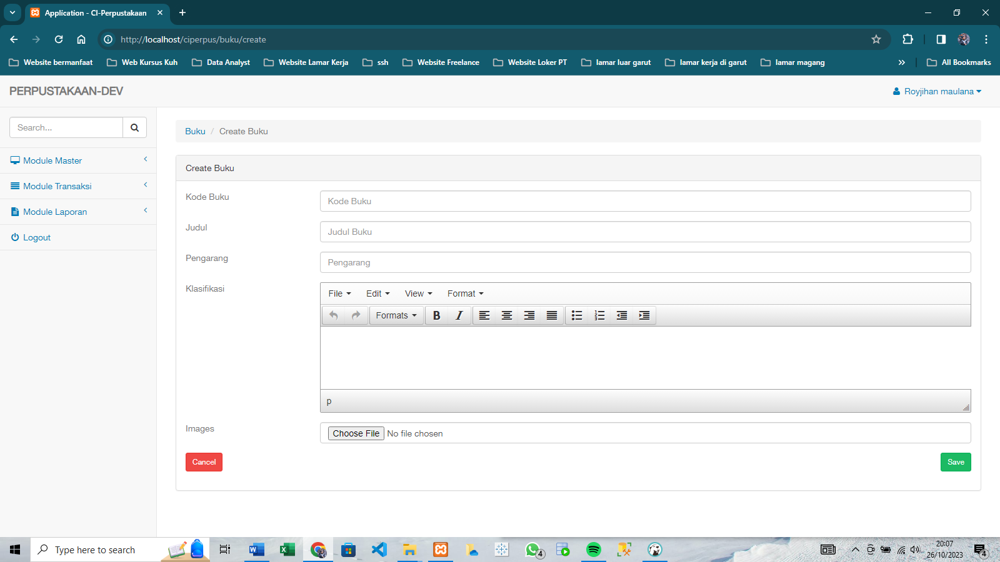 Application - CI-Perpustakaan
http://localhost/ciperpus/buku/create
Website bermanfaat Web Kursus Kuh Data Analyst Website Lamar Kerja ssh Website Freelance Website Loker PT lamar luar garut lamar kerja di garut lamar magang » All Bookmarks
PERPUSTAKAAN-DEV Royjihan maulana
Search...
Module Master
Module Transaksi
Module Laporan
Logout
Buku / Create Buku
Create Buku
Kode Buku Kode Buku
Judul Judul Buku
Pengarang Pengarang
Klasifikasi File Edit View Format
Formats B I
p
Images Choose File No file chosen
Cancel Save
Type here to search
4
20:07
26/10/2023
4